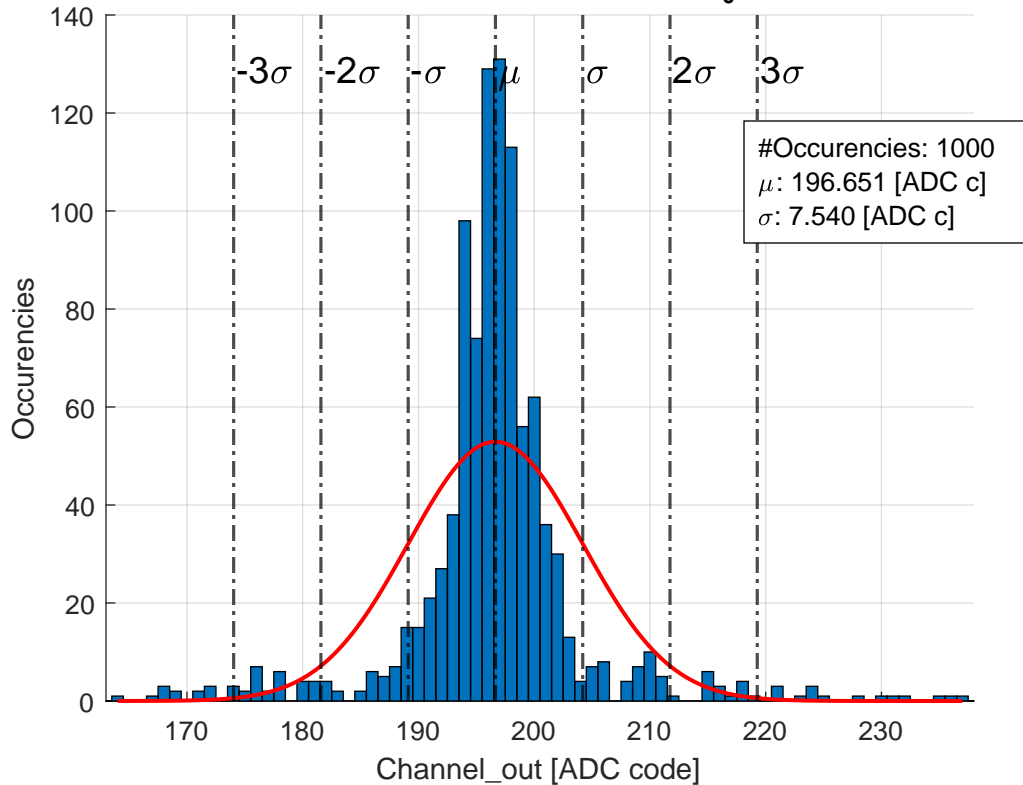 140
120
100
80
60
40
20
0
Occurencies
-3σ -2σ -σ μ σ 2σ 3σ
#Occurencies: 1000
μ: 196.651 [ADC c]
σ: 7.540 [ADC c]
170 180 190 200 210 220 230
Channel_out [ADC code]